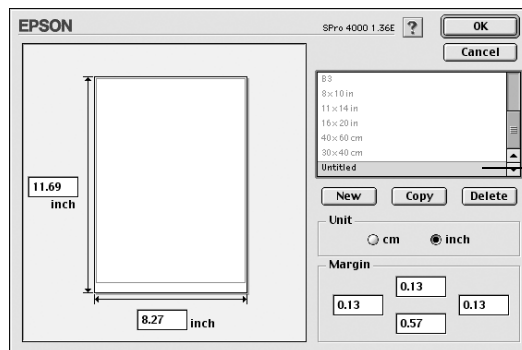 EPSON
SPro 4000 1.36E ?
OK
Cancel
B3
8×10 in
11×14 in
16×20 in
40×60 cm
30×40 cm
Untitled
11.69
inch
8.27 inch
New Copy Delete
Unit
cm inch
Margin
0.13
0.13 0.13
0.57